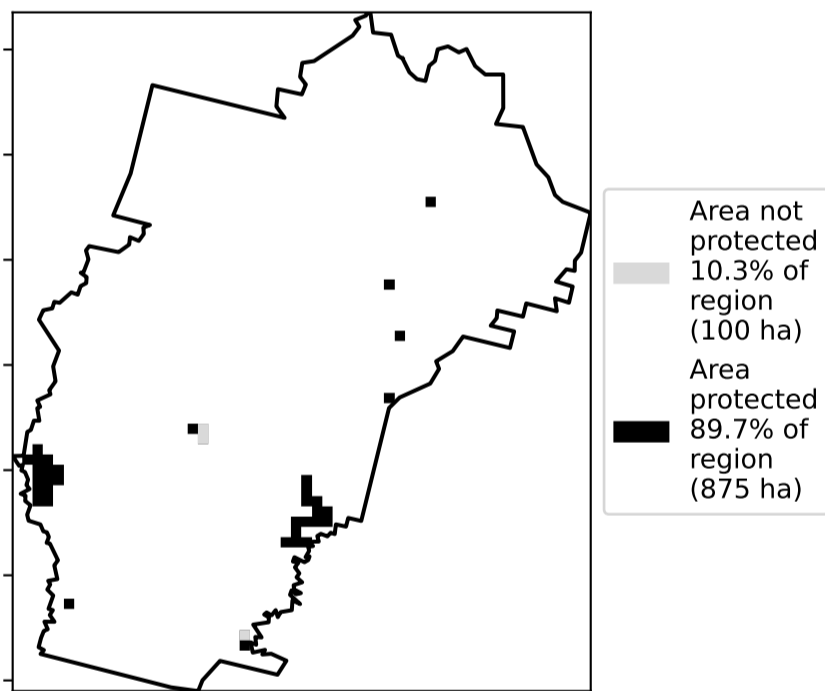 Area not
protected
10.3% of
region
(100 ha)
Area
protected
89.7% of
region
(875 ha)